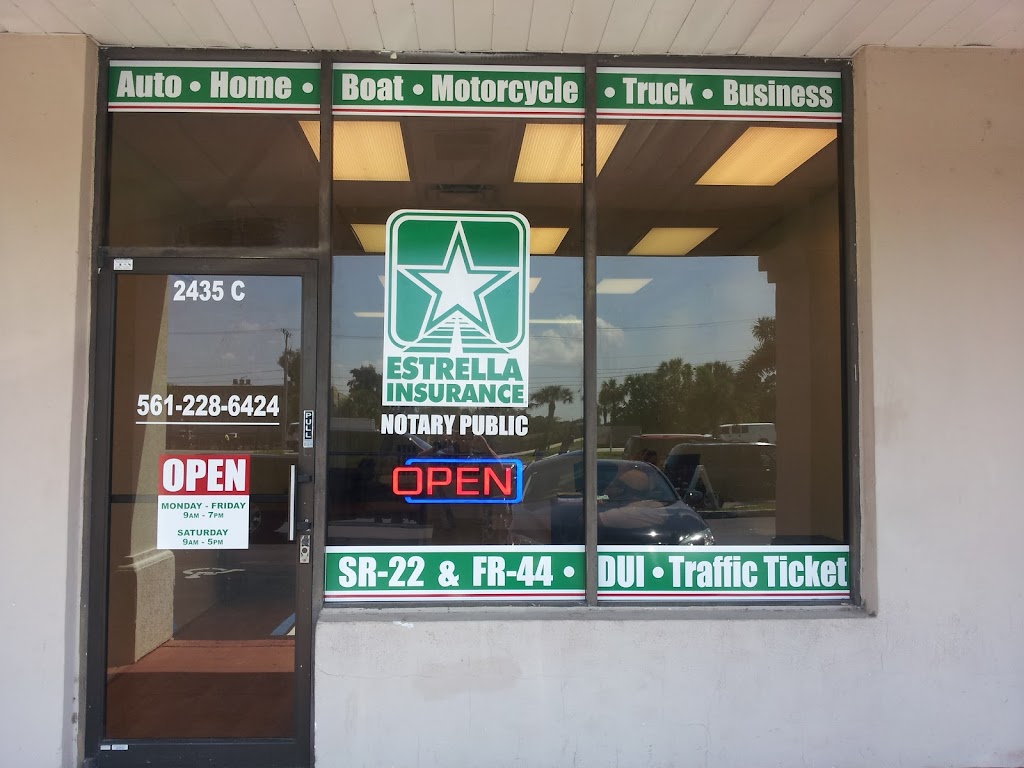 Auto • Home • Boat • Motorcycle • Truck • Business
2435 C
561-228-6424
PULL
OPEN
MONDAY - FRIDAY
9AM - 7PM
SATURDAY
9AM - 5PM
ESTRELLA
INSURANCE
NOTARY PUBLIC
OPEN
SR-22 & FR-44 • DUI • Traffic Ticket